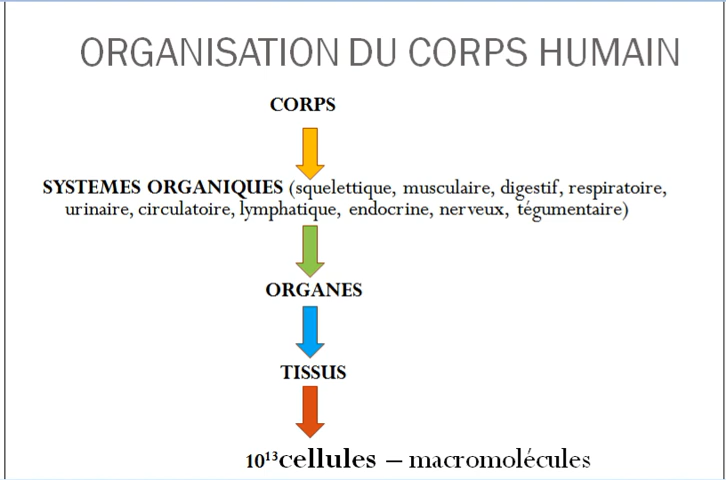 ORGANISATION DU CORPS HUMAIN
CORPS
SYSTEMES ORGANIQUES (squelettique, musculaire, digestif, respiratoire,
urinaire, circulatoire, lymphatique, endocrine, nerveux, tégumentaire)
ORGANES
TISSUS
10¹³cellules – macromolécules